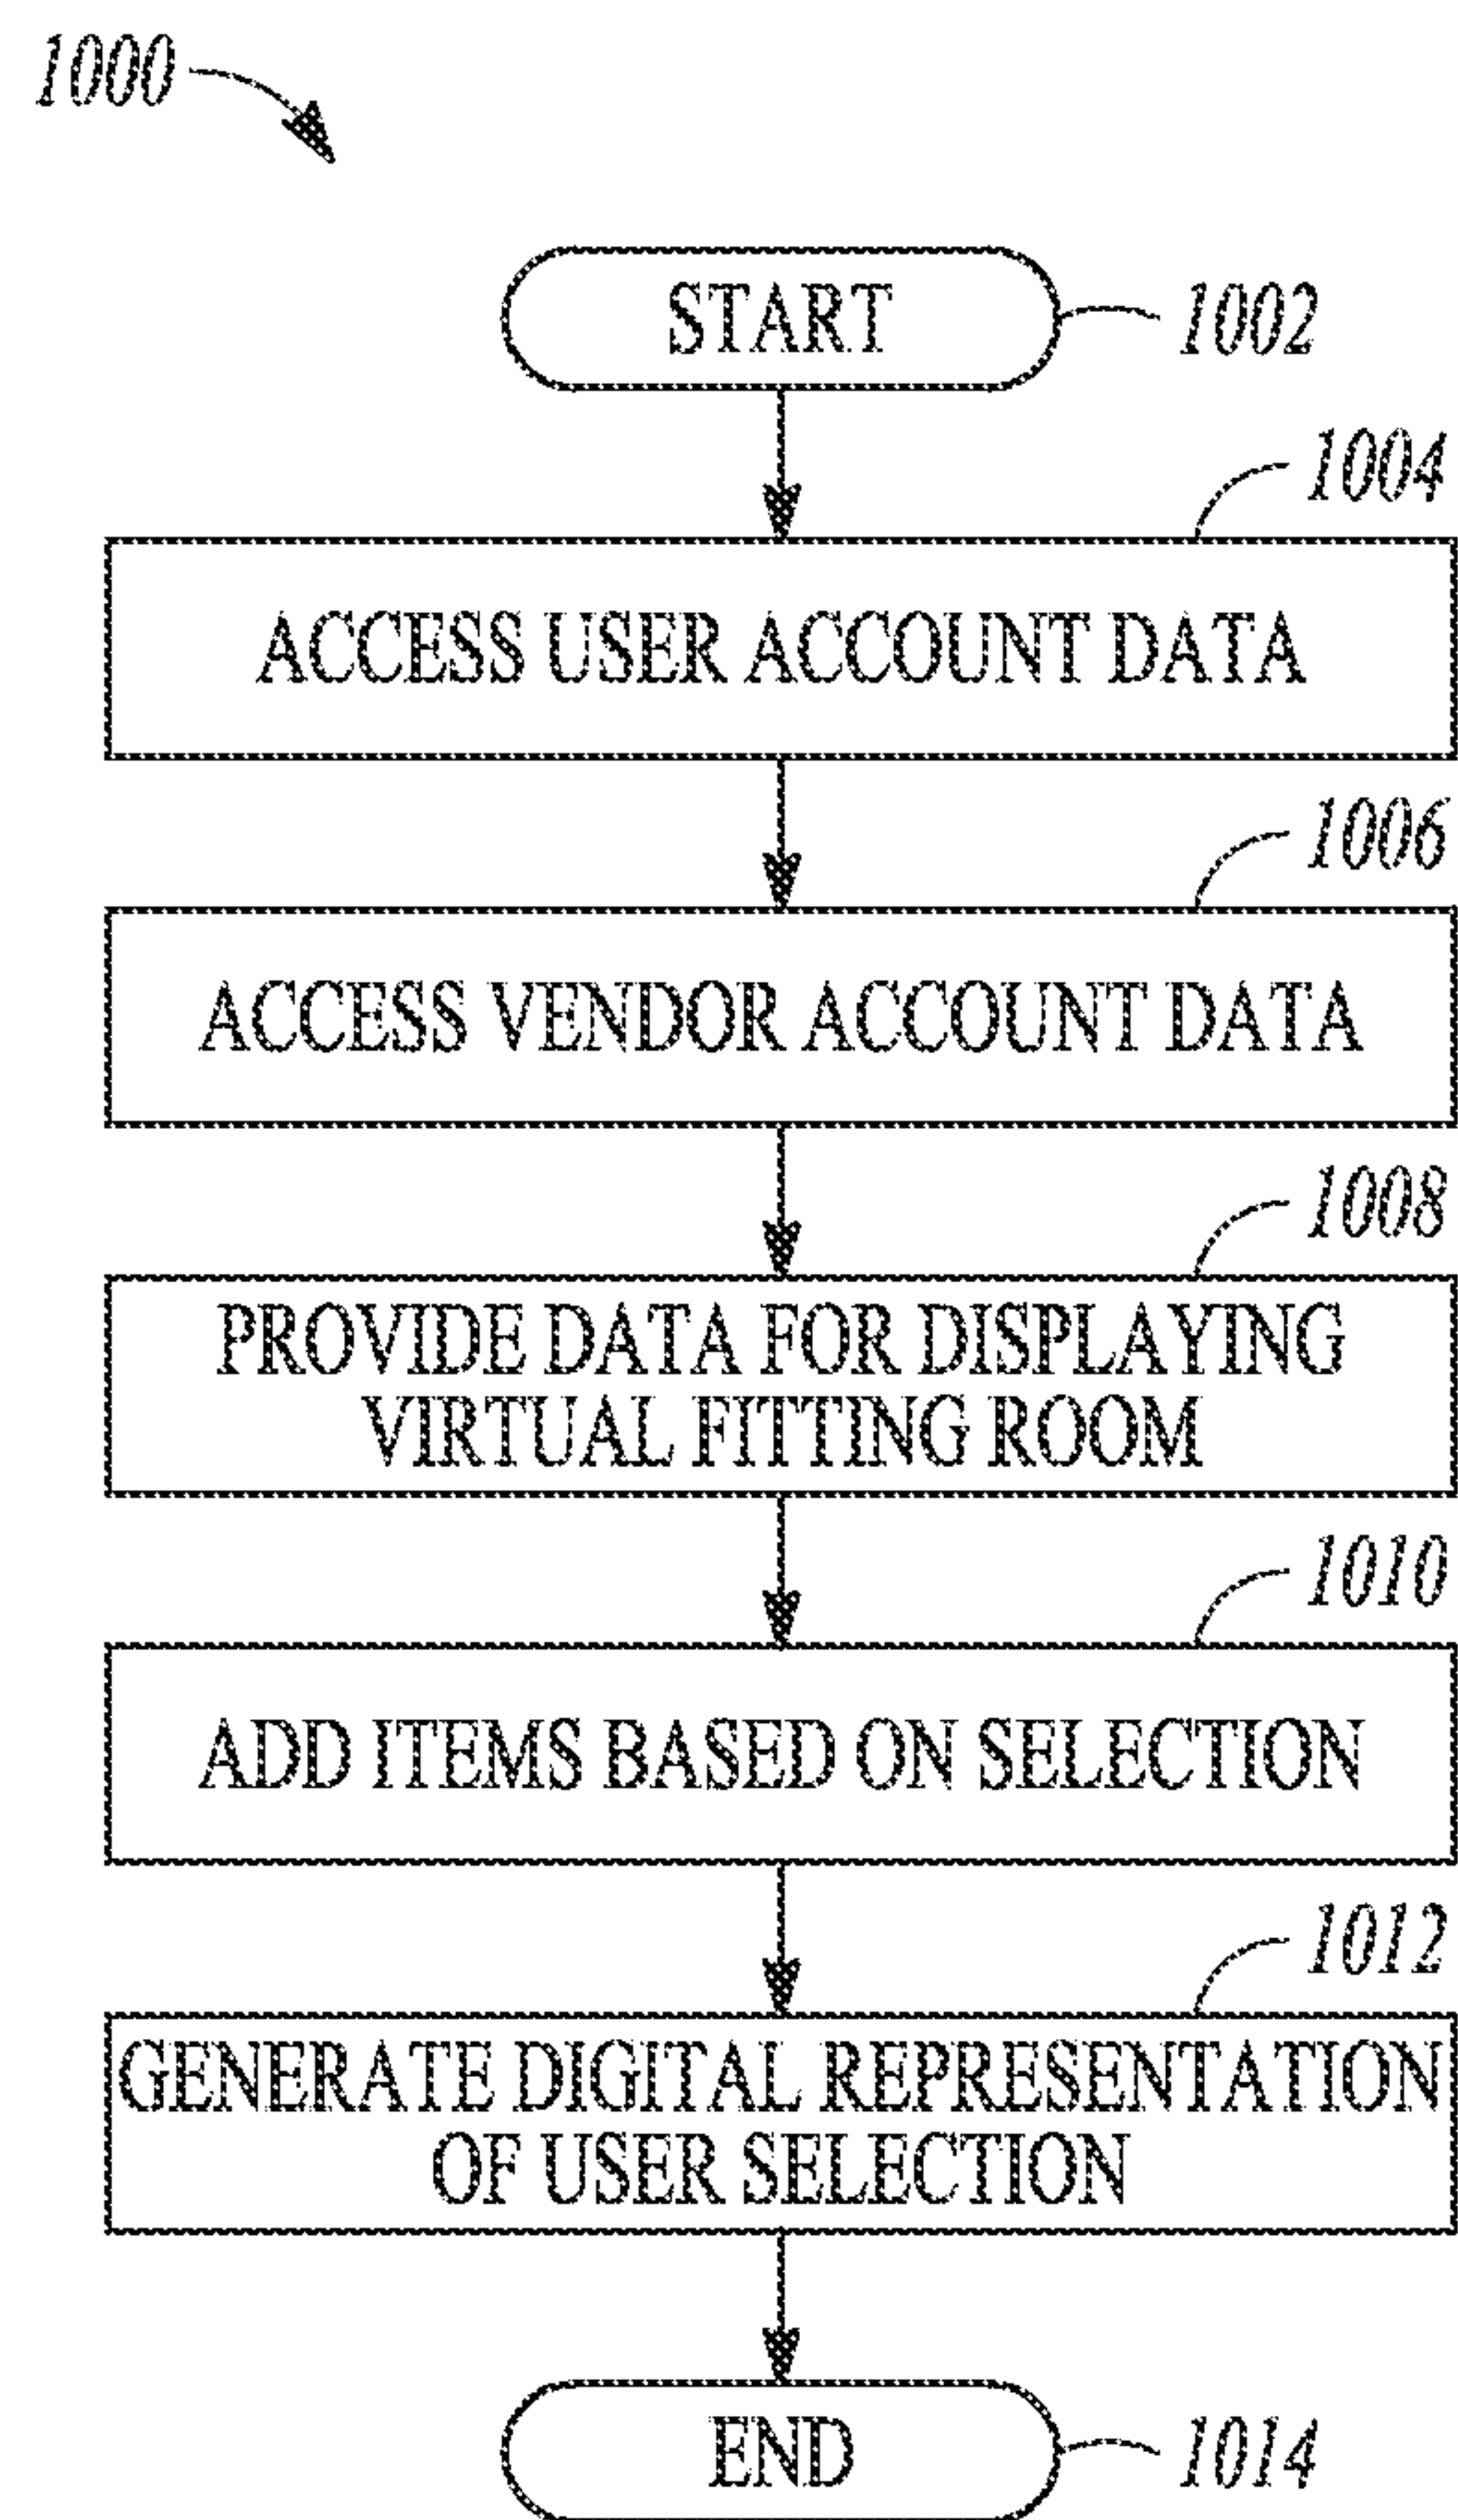 1000
START
1002
1004
ACCESS USER ACCOUNT DATA
1006
ACCESS VENDOR ACCOUNT DATA
1008
PROVIDE DATA FOR DISPLAYING
VIRTUAL FITTING ROOM
1010
ADD ITEMS BASED ON SELECTION
1012
GENERATE DIGITAL REPRESENTATION
OF USER SELECTION
END
1014